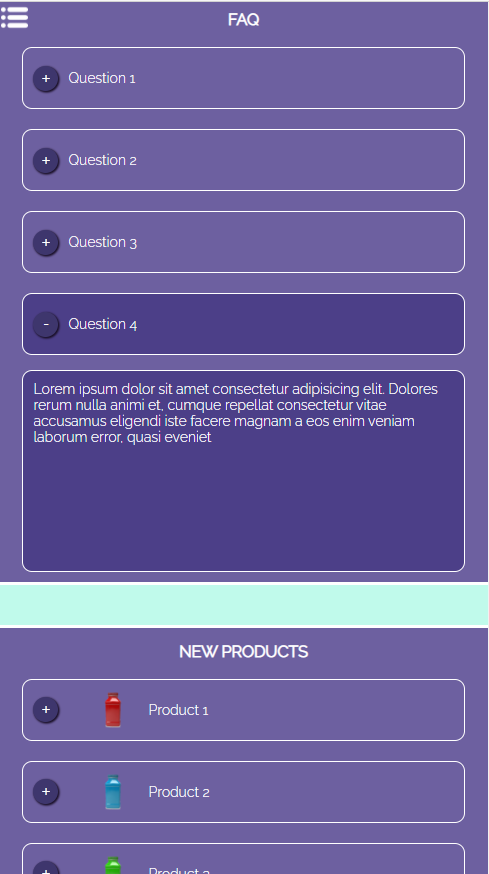 FAQ
+ Question 1
+ Question 2
+ Question 3
- Question 4
Lorem ipsum dolor sit amet consectetur adipisicing elit. Dolores
rerum nulla animi et, cumque repellat consectetur vitae
accusamus eligendi iste facere magnam a eos enim veniam
laborum error, quasi eveniet
NEW PRODUCTS
+ Product 1
+ Product 2
+ Product